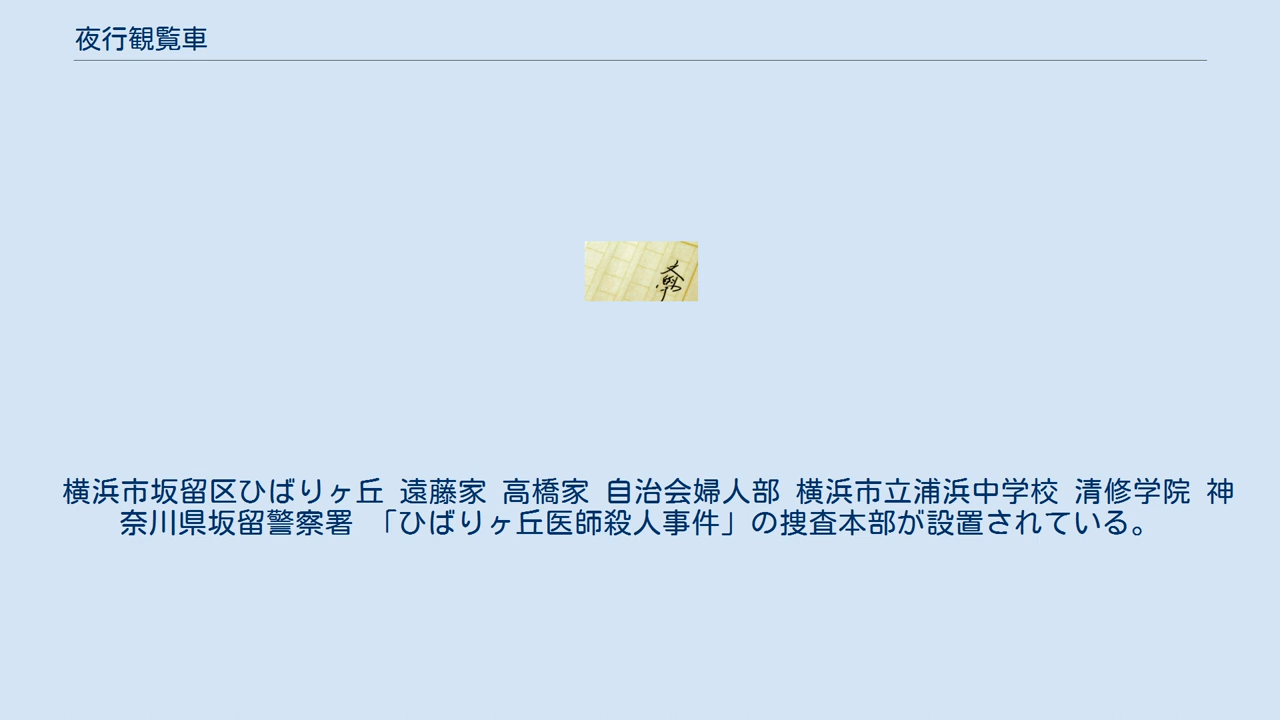 夜行観覧車
横浜市坂留区ひばりヶ丘 遠藤家 高橋家 自治会婦人部 横浜市立浦浜中学校 清修学院 神
奈川県坂留警察署 「ひばりヶ丘医師殺人事件」の捜査本部が設置されている。